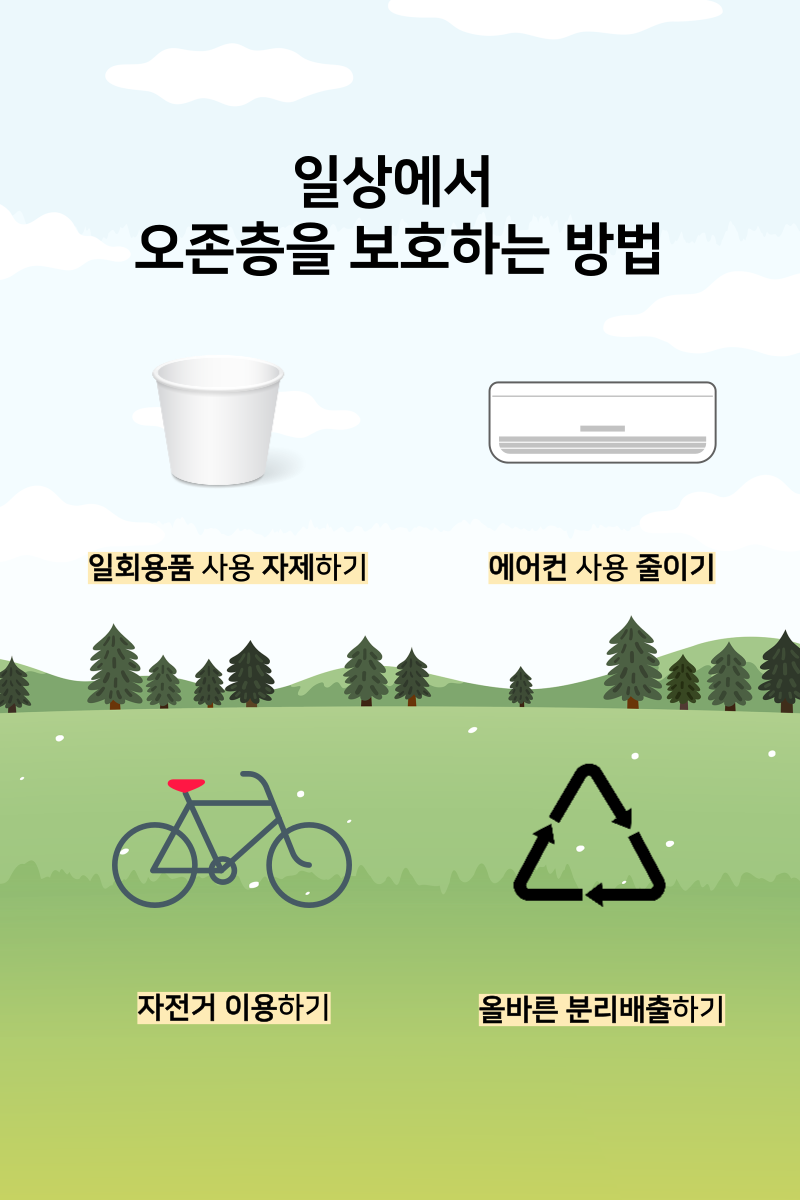 일상에서
오존층을 보호하는 방법
일회용품 사용 자제하기
에어컨 사용 줄이기
자전거 이용하기
올바른 분리배출하기